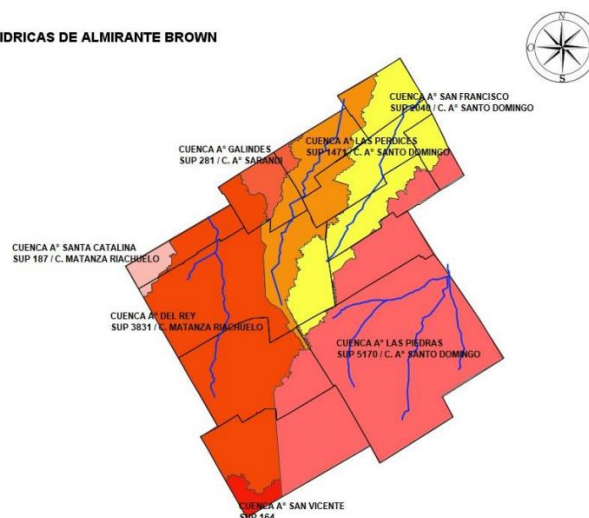 IDRICAS DE ALMIRANTE BROWN
N
O
E
S
CUENCA A° SAN FRANCISCO
SUP 2040 / C. A° SANTO DOMINGO
CUENCA A° LAS PERDICES
SUP 1471 / C. A° SANTO DOMINGO
CUENCA A° GALINDES
SUP 281 / C. A° SARANDI
CUENCA A° SANTA CATALINA
SUP 187 / C. MATANZA RIACHUELO
CUENCA A° DEL REY
SUP 3831 / C. MATANZA RIACHUELO
CUENCA A° LAS PIEDRAS
SUP 5170 / C. A° SANTO DOMINGO
CUENCA A° SAN VICENTE
SUP 164